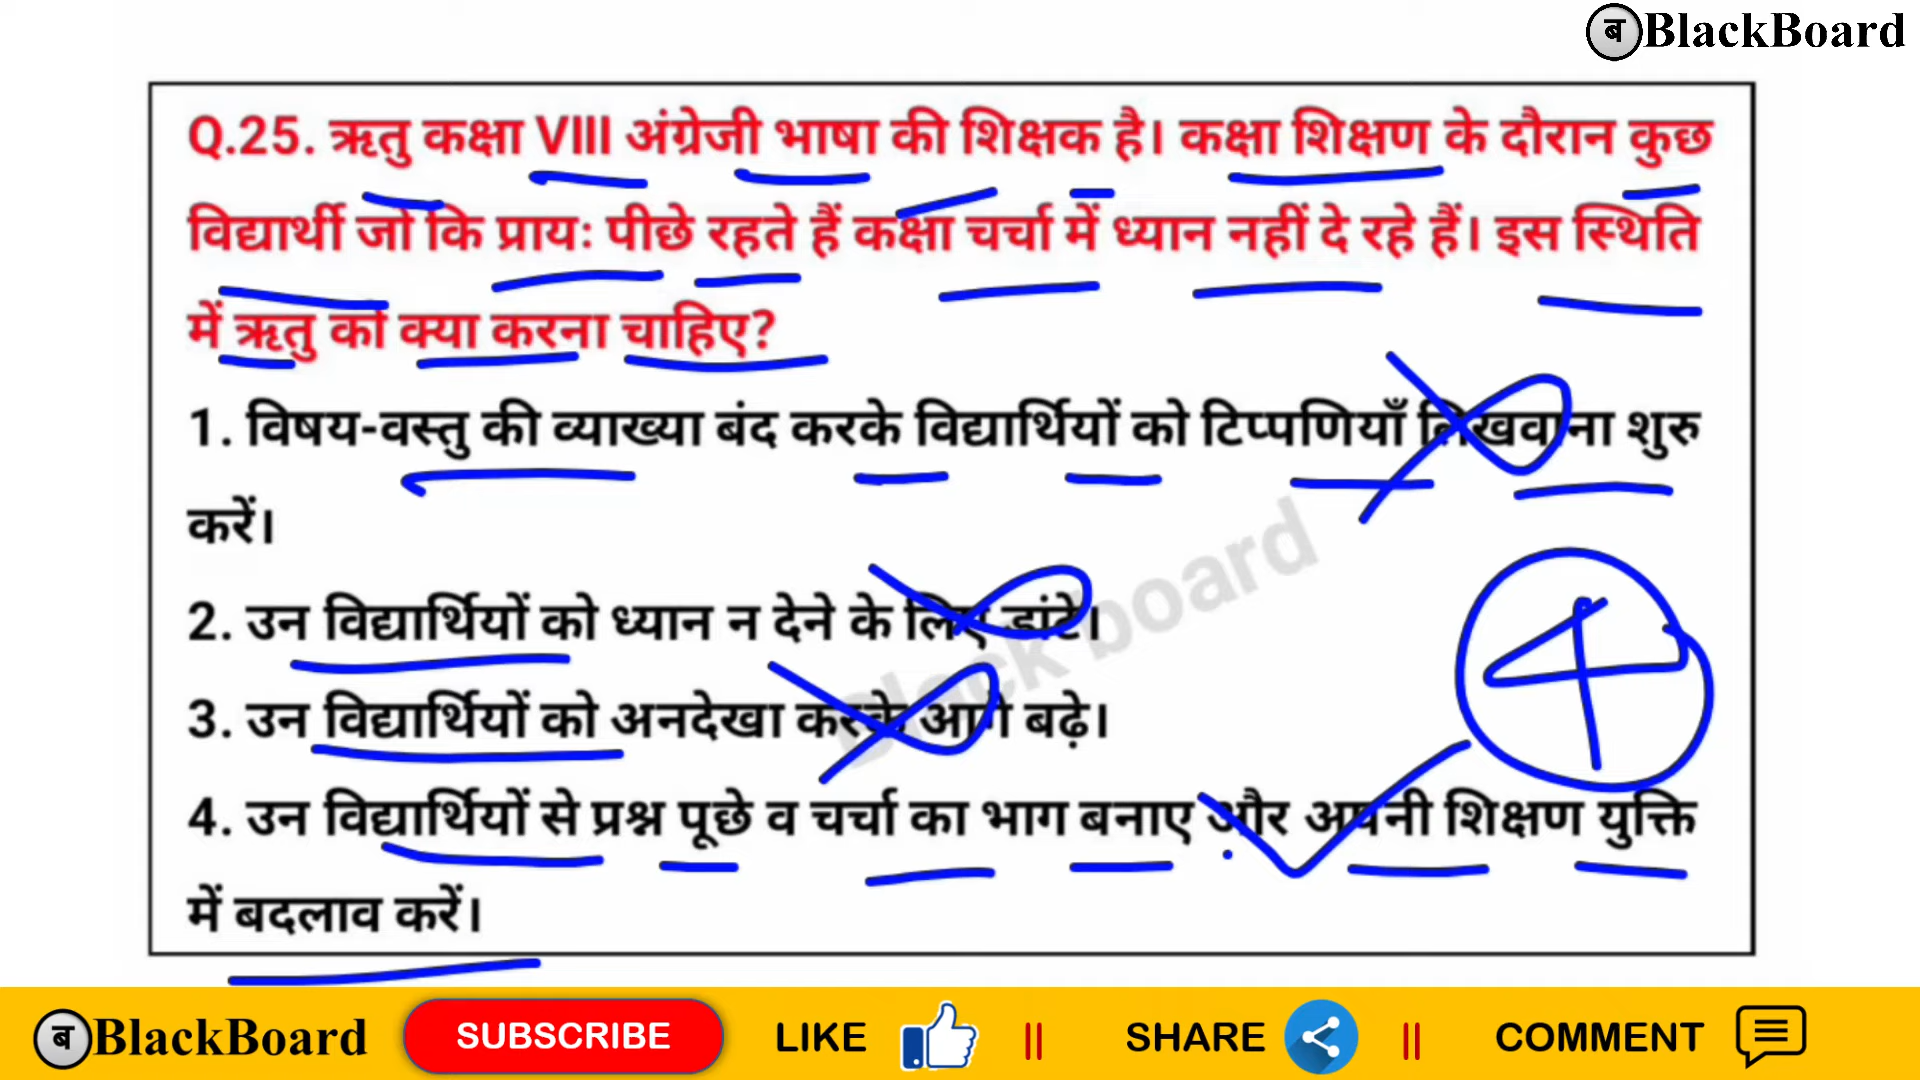 ब BlackBoard
Q.25. ऋतु कक्षा VIII अंग्रेजी भाषा की शिक्षक है। कक्षा शिक्षण के दौरान कुछ
विद्यार्थी जो कि प्रायः पीछे रहते हैं कक्षा चर्चा में ध्यान नहीं दे रहे हैं। इस स्थिति
में ऋतु को क्या करना चाहिए?
1. विषय-वस्तु की व्याख्या बंद करके विद्यार्थियों को टिप्पणियाँ लिखवाना शुरु
करें।
2. उन विद्यार्थियों को ध्यान न देने के लिए डांटे।
3. उन विद्यार्थियों को अनदेखा करके आगे बढ़े।
4. उन विद्यार्थियों से प्रश्न पूछे व चर्चा का भाग बनाए और अपनी शिक्षण युक्ति
में बदलाव करें।
4
Black board
ब BlackBoard SUBSCRIBE LIKE || SHARE || COMMENT